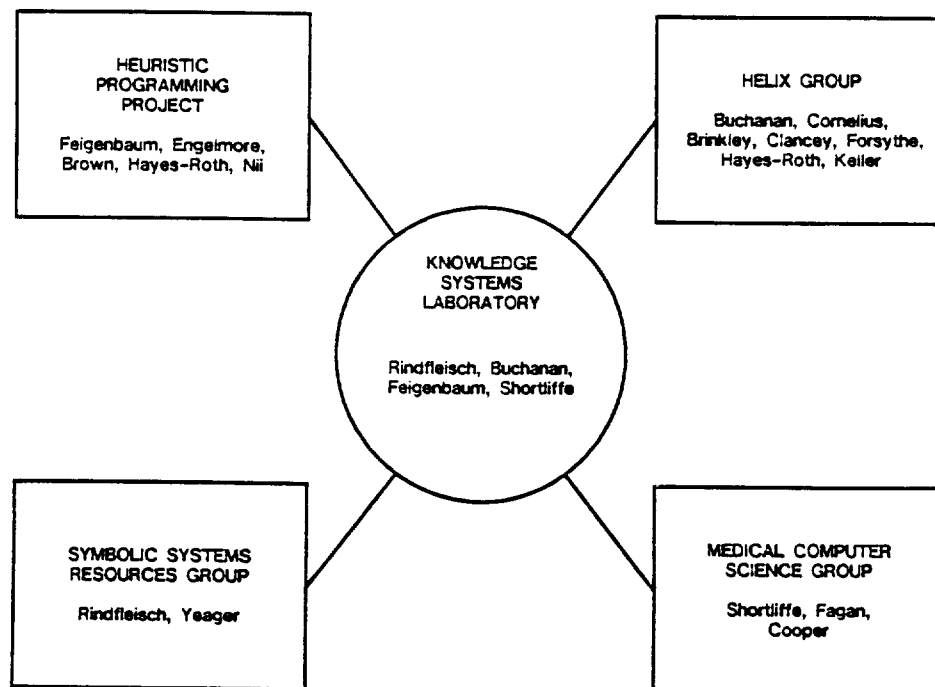 HEURISTIC
PROGRAMMING
PROJECT
Feigenbaum, Engelmore,
Brown, Hayes-Roth, Nii
HELIX GROUP
Buchanan, Cornelius,
Brinkley, Clancey, Forsythe,
Hayes-Roth, Keller
KNOWLEDGE
SYSTEMS
LABORATORY
Rindfleisch, Buchanan,
Feigenbaum, Shortliffe
SYMBOLIC SYSTEMS
RESOURCES GROUP
Rindfleisch, Yeager
MEDICAL COMPUTER
SCIENCE GROUP
Shortliffe, Fagan,
Cooper